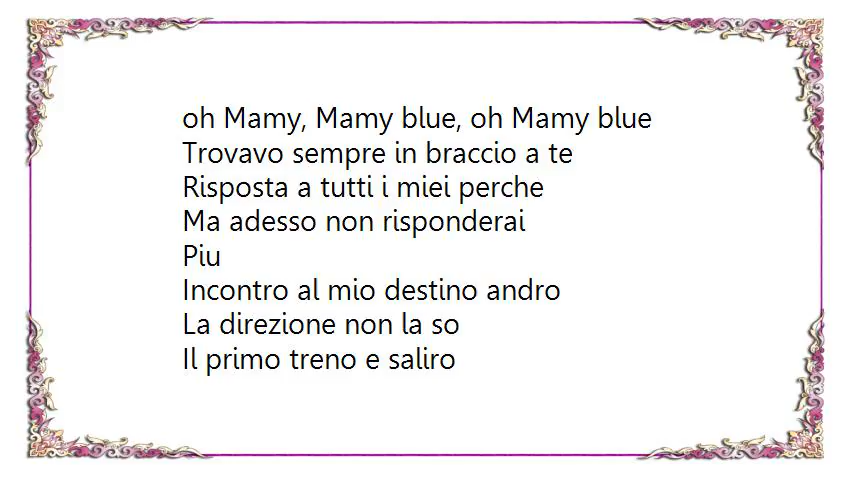 oh Mamy, Mamy blue, oh Mamy blue
Trovavo sempre in braccio a te
Risposta a tutti i miei perche
Ma adesso non risponderai
Piu
Incontro al mio destino andro
La direzione non la so
Il primo treno e saliro